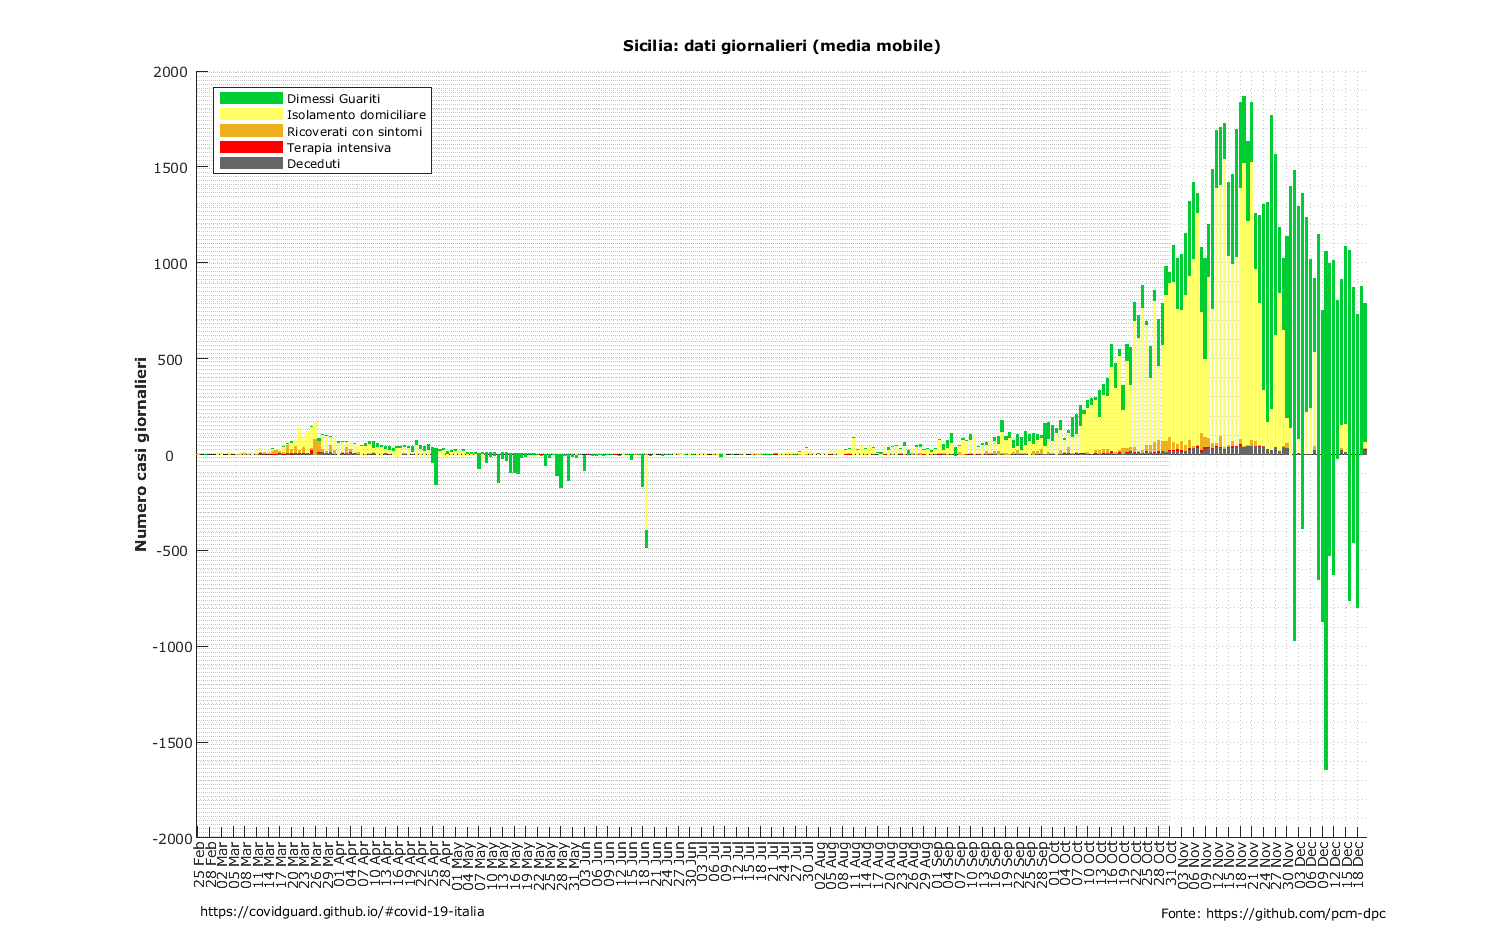 Sicilia: dati giornalieri (media mobile)
Dimessi Guariti
Isolamento domiciliare
Ricoverati con sintomi
Terapia intensiva
Deceduti
Numero casi giornalieri
2000
1500
1000
500
0
-500
-1000
-1500
-2000
25 Feb
28 Feb
02 Mar
05 Mar
08 Mar
11 Mar
14 Mar
17 Mar
20 Mar
23 Mar
26 Mar
29 Mar
01 Apr
04 Apr
07 Apr
10 Apr
13 Apr
16 Apr
19 Apr
22 Apr
25 Apr
28 Apr
01 May
04 May
07 May
10 May
13 May
16 May
19 May
22 May
25 May
28 May
31 May
03 Jun
06 Jun
09 Jun
12 Jun
15 Jun
18 Jun
21 Jun
24 Jun
27 Jun
30 Jun
03 Jul
06 Jul
09 Jul
12 Jul
15 Jul
18 Jul
21 Jul
24 Jul
27 Jul
30 Jul
02 Aug
05 Aug
08 Aug
11 Aug
14 Aug
17 Aug
20 Aug
23 Aug
26 Aug
29 Aug
01 Sep
04 Sep
07 Sep
10 Sep
13 Sep
16 Sep
19 Sep
22 Sep
25 Sep
28 Sep
01 Oct
04 Oct
07 Oct
10 Oct
13 Oct
16 Oct
19 Oct
22 Oct
25 Oct
28 Oct
31 Oct
03 Nov
06 Nov
09 Nov
12 Nov
15 Nov
18 Nov
21 Nov
24 Nov
27 Nov
30 Nov
03 Dec
06 Dec
09 Dec
12 Dec
15 Dec
18 Dec
https://covidguard.github.io/#covid-19-italia
Fonte: https://github.com/pcm-dpc